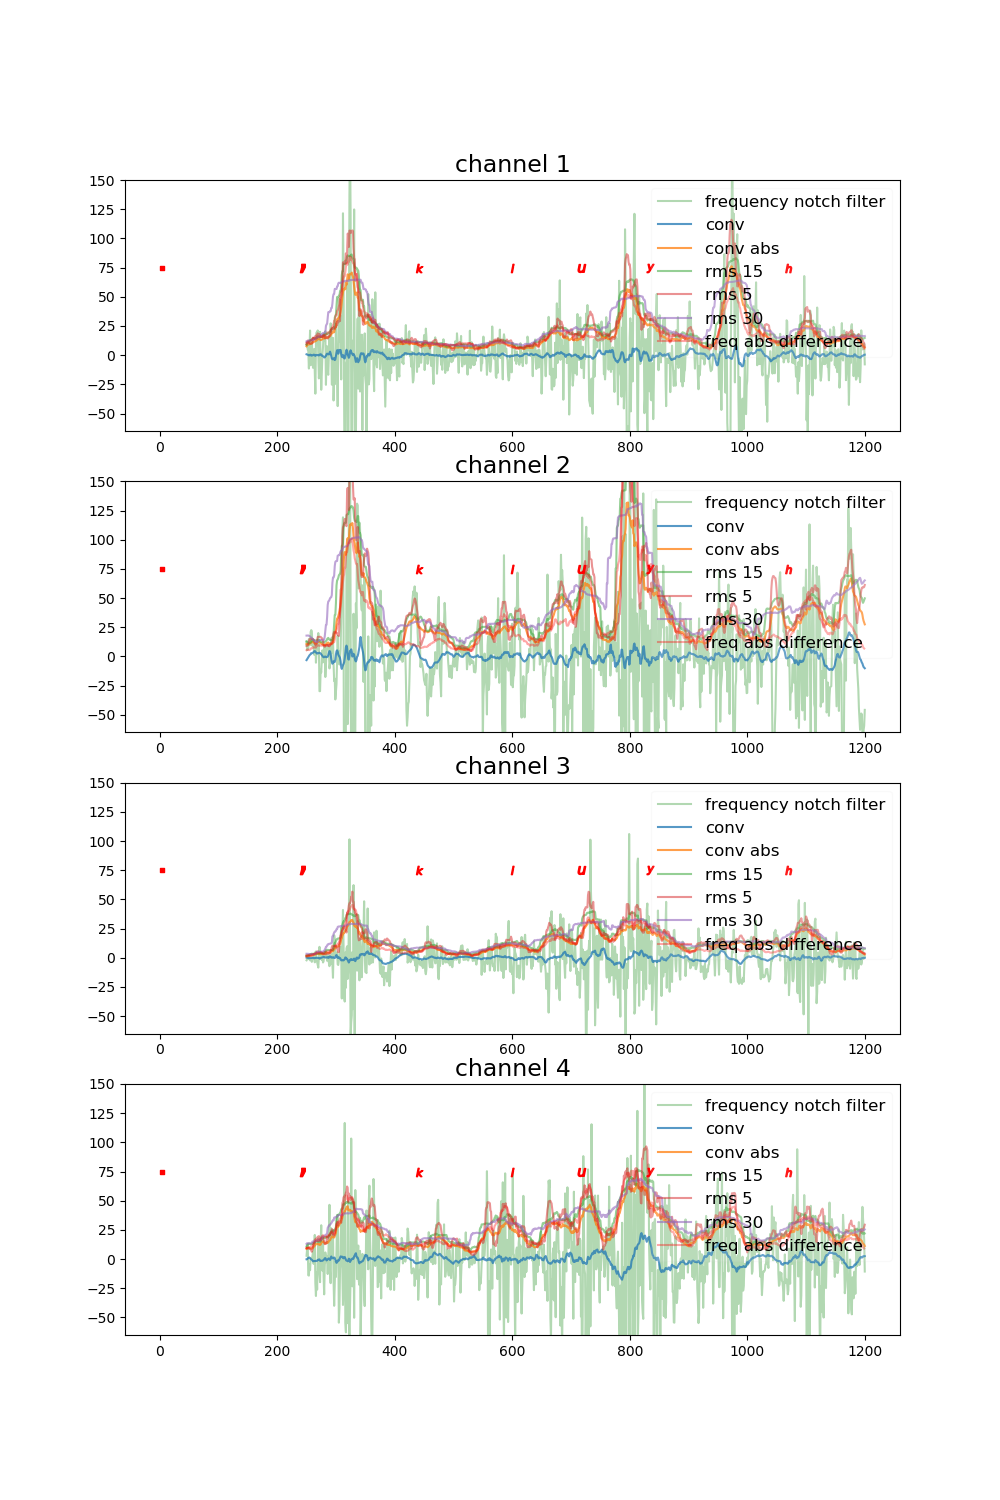 channel 1
150
125
100
75
50
25
0
−25
−50
k l u y h
frequency notch filter
conv
conv abs
rms 15
rms 5
rms 30
freq abs difference
0 200 400 600 800 1000 1200
channel 2
150
125
100
75
50
25
0
−25
−50
k l u y h
frequency notch filter
conv
conv abs
rms 15
rms 5
rms 30
freq abs difference
0 200 400 600 800 1000 1200
channel 3
150
125
100
75
50
25
0
−25
−50
k l u y h
frequency notch filter
conv
conv abs
rms 15
rms 5
rms 30
freq abs difference
0 200 400 600 800 1000 1200
channel 4
150
125
100
75
50
25
0
−25
−50
k l u y h
frequency notch filter
conv
conv abs
rms 15
rms 5
rms 30
freq abs difference
0 200 400 600 800 1000 1200